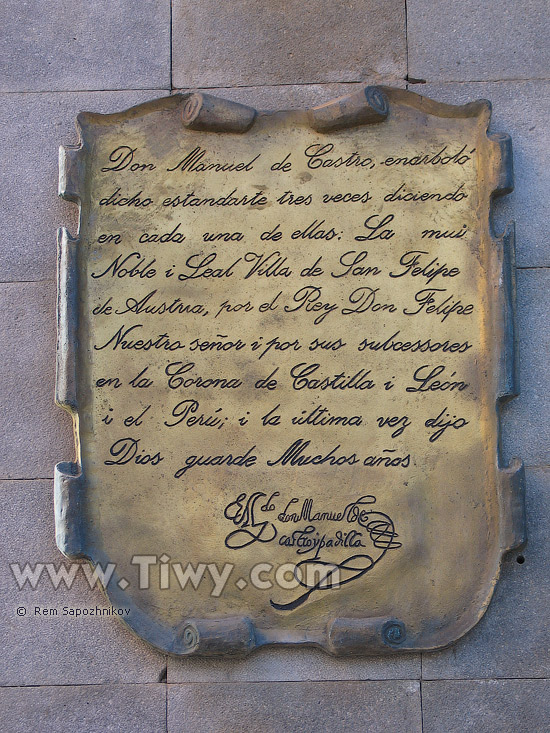 Don Manuel de Castro, enarboló
dicho estandarte tres veces diciendo
en cada una de ellas: La mui
Noble i Leal Villa de San Felipe
de Austria, por el Rey Don Felipe
Nuestro señor i por sus subcessores
en la Corona de Castilla i León
i el Perú; i la última vez dijo
Dios guarde Muchos años.
don Manuel de
castro y padilla
www.Tiwy.com
© Rem Sapozhnikov